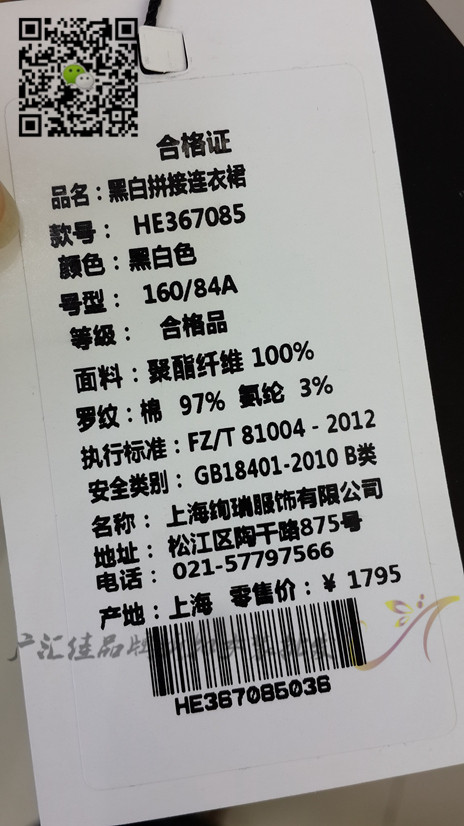 合格证
品名：黑白拼接连衣裙
款号： HE367085
颜色：黑白色
号型： 160/84A
等级： 合格品
面料：聚酯纤维 100%
罗纹：棉 97% 氨纶 3%
执行标准：FZ/T 81004 - 2012
安全类别： GB18401-2010 B类
名称： 上海绚瑞服饰有限公司
地址： 松江区陶干路875号
电话： 021-57797566
产地：上海 零售价：￥ 1795
广汇佳品牌
HE367085036